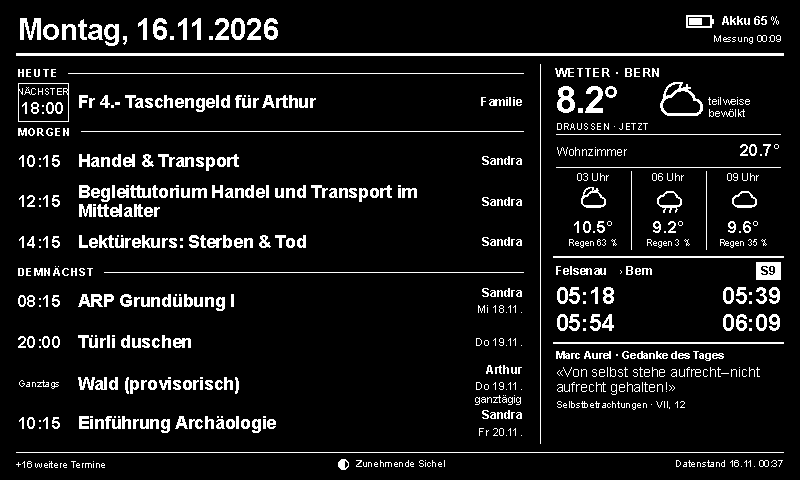 Montag, 16.11.2026
Akku 65 %
Messung 00:09
HEUTE
NÄCHSTER
18:00 Fr 4.- Taschengeld für Arthur Familie
MORGEN
10:15 Handel & Transport Sandra
12:15 Begleittutorium Handel und Transport im
Mittelalter Sandra
14:15 Lektürekurs: Sterben & Tod Sandra
DEMNÄCHST
08:15 ARP Grundübung I Sandra
Mi 18.11.
20:00 Türli duschen Do 19.11.
Ganztags Wald (provisorisch) Arthur
Do 19.11.
ganztägig
10:15 Einführung Archäologie Sandra
Fr 20.11.
WETTER · BERN
8.2°
teilweise
bewölkt
DRAUSSEN · JETZT
Wohnzimmer 20.7°
03 Uhr 06 Uhr 09 Uhr
10.5° 9.2° 9.6°
Regen 63 % Regen 3 % Regen 35 %
Felsenau › Bern S9
05:18 05:39
05:54 06:09
Marc Aurel · Gedanke des Tages
«Von selbst stehe aufrecht–nicht
aufrecht gehalten!»
Selbstbetrachtungen · VII, 12
+16 weitere Termine
Zunehmende Sichel
Datenstand 16.11. 00:37